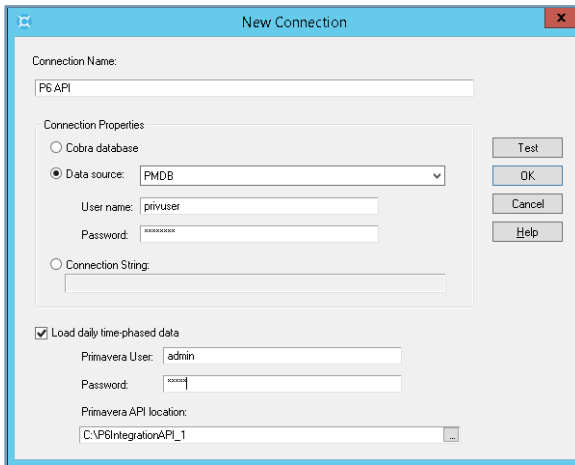 New Connection
x
Connection Name:
P6 API
Connection Properties
Cobra database
Test
Data source: PMDB
OK
User name: privuser
Cancel
Password: ********
Help
Connection String:
Load daily time-phased data
Primavera User: admin
Password: *****
Primavera API location:
C:\P6IntegrationAPI_1 ...